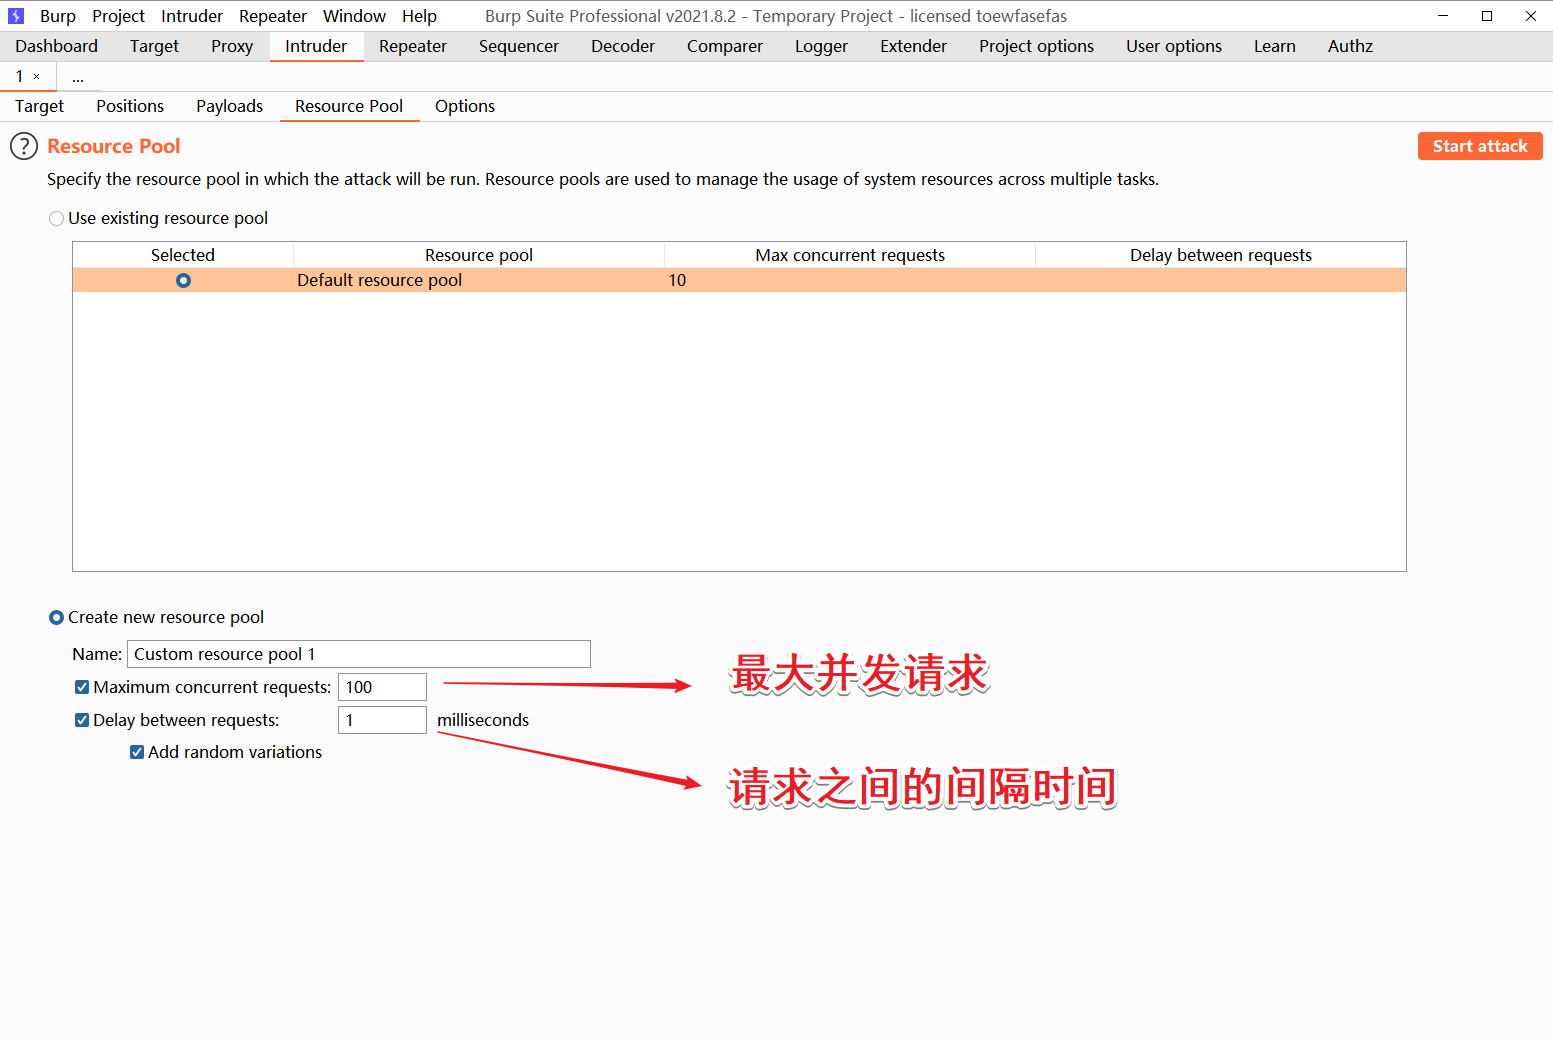 Burp Project Intruder Repeater Window Help Burp Suite Professional v2021.8.2 - Temporary Project - licensed toewfasefas
Dashboard Target Proxy Intruder Repeater Sequencer Decoder Comparer Logger Extender Project options User options Learn Authz
1 × ...
Target Positions Payloads Resource Pool Options
? Resource Pool Start attack
Specify the resource pool in which the attack will be run. Resource pools are used to manage the usage of system resources across multiple tasks.
Use existing resource pool
Selected Resource pool Max concurrent requests Delay between requests
Default resource pool 10
Create new resource pool
Name: Custom resource pool 1
Maximum concurrent requests: 100 最大并发请求
Delay between requests: 1 milliseconds
Add random variations
请求之间的间隔时间